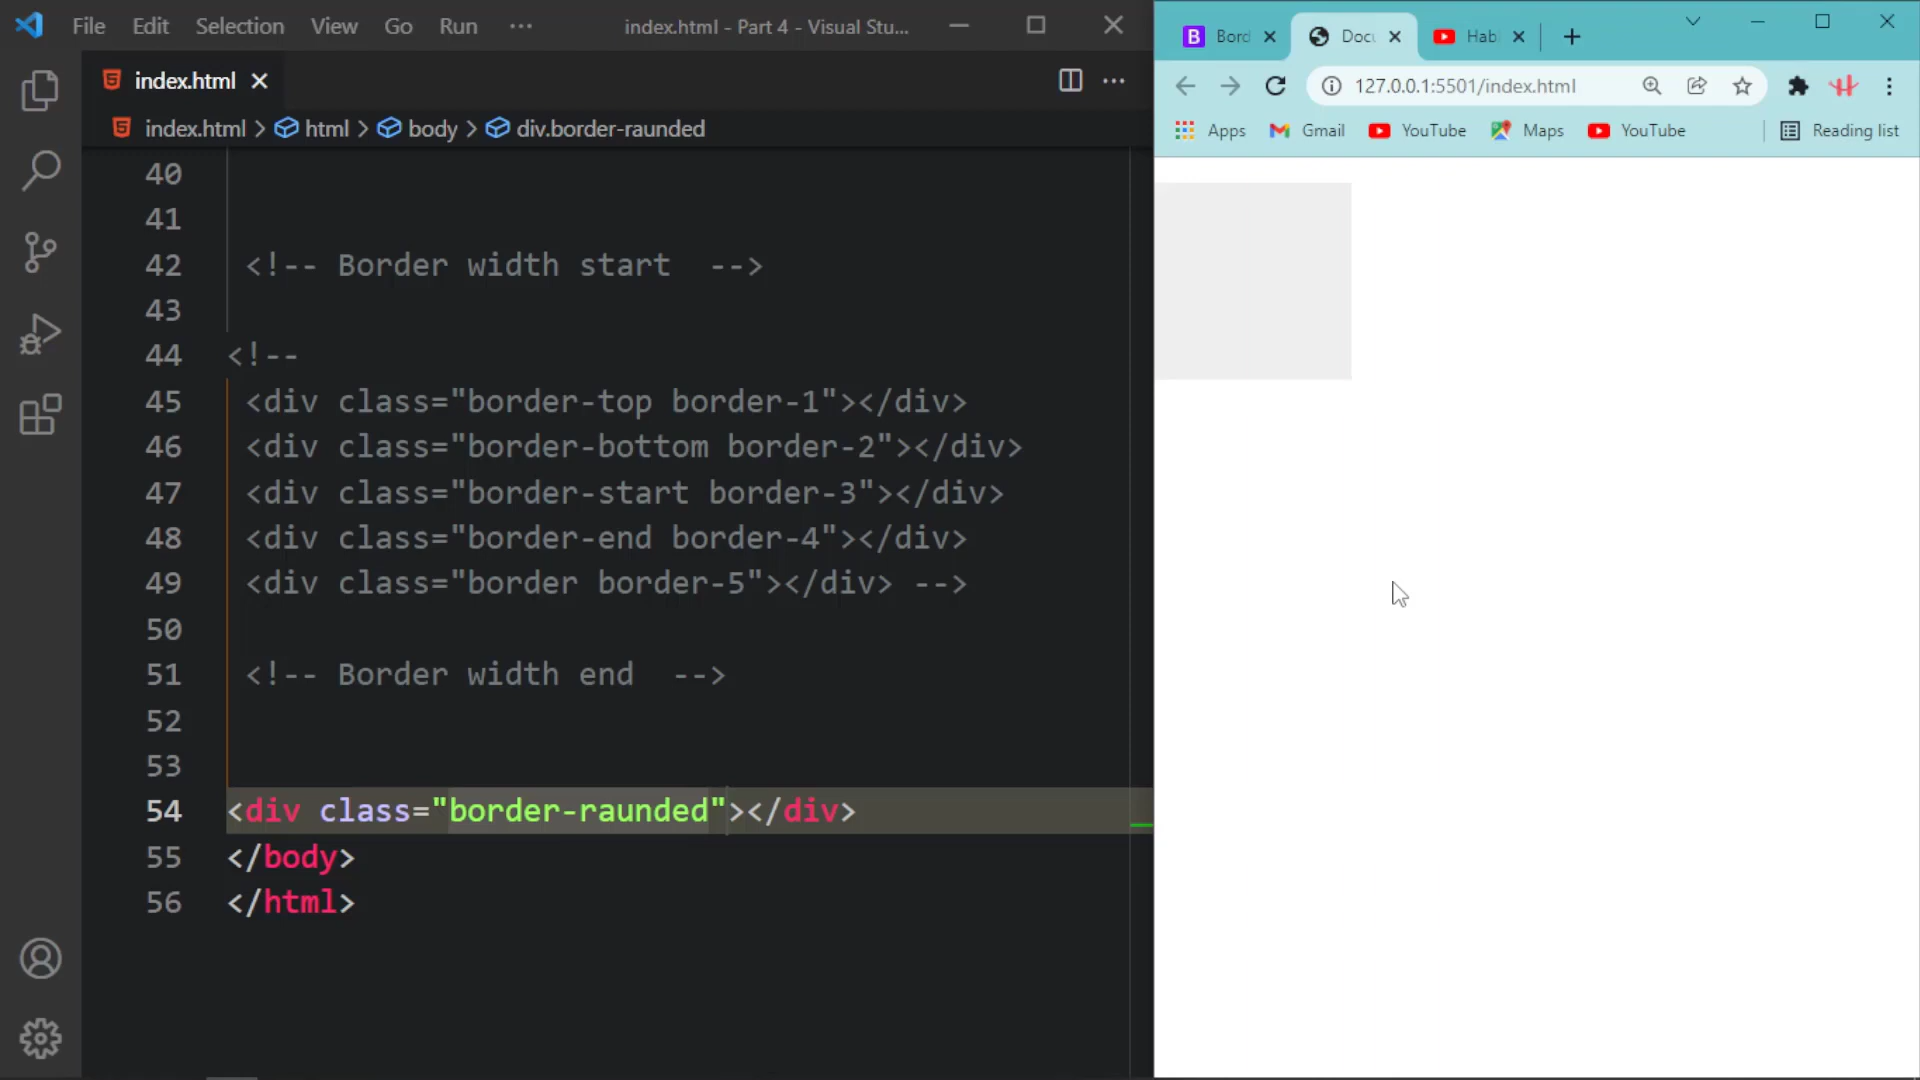 File Edit Selection View Go Run ··· index.html - Part 4 - Visual Stu...
index.html
index.html > html > body > div.border-raunded
40
41
42 <!-- Border width start -->
43
44 <!--
45 <div class="border-top border-1"></div>
46 <div class="border-bottom border-2"></div>
47 <div class="border-start border-3"></div>
48 <div class="border-end border-4"></div>
49 <div class="border border-5"></div> -->
50
51 <!-- Border width end -->
52
53
54 <div class="border-raunded"></div>
55 </body>
56 </html>
B Bord Docu Hab
127.0.0.1:5501/index.html
Apps Gmail YouTube Maps YouTube Reading list